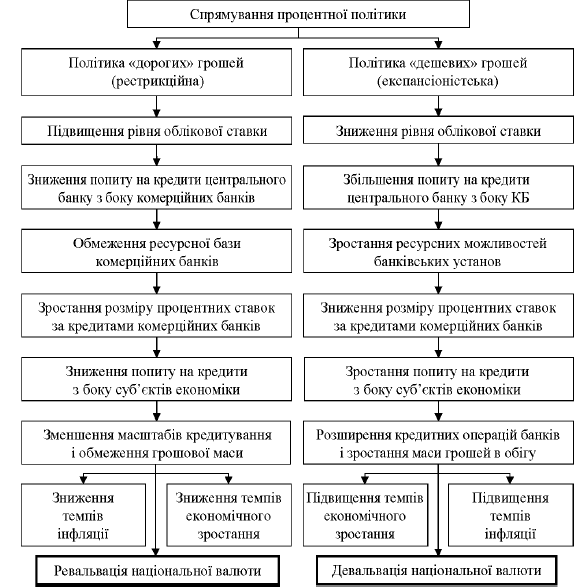 Спрямування процентної політики
Політика «дорогих» грошей
(рестрикційна)
Підвищення рівня облікової ставки
Зниження попиту на кредити центрального
банку з боку комерційних банків
Обмеження ресурсної бази
комерційних банків
Зростання розміру процентних ставок
за кредитами комерційних банків
Зниження попиту на кредити
з боку суб’єктів економіки
Зменшення масштабів кредитування
і обмеження грошової маси
Зниження
темпів
інфляції
Зниження темпів
економічного
зростання
Ревальвація національної валюти
Політика «дешевих» грошей
(експансіоністська)
Зниження рівня облікової ставки
Збільшення попиту на кредити
центрального банку з боку КБ
Зростання ресурсних можливостей
банківських установ
Зниження розміру процентних ставок
за кредитами комерційних банків
Зростання попиту на кредити
з боку суб’єктів економіки
Розширення кредитних операцій банків
і зростання маси грошей в обігу
Підвищення темпів
економічного
зростання
Підвищення
темпів
інфляції
Девальвація національної валюти